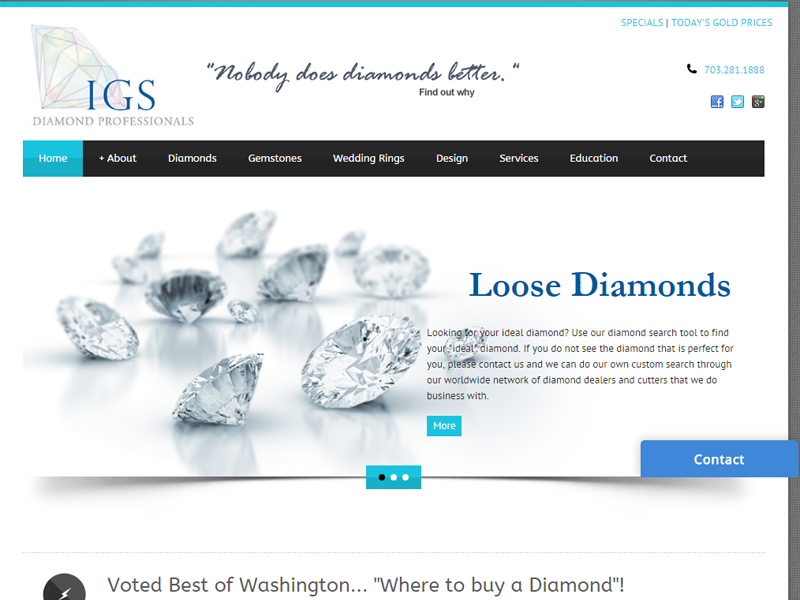 SPECIALS | TODAY'S GOLD PRICES
IGS
DIAMOND PROFESSIONALS
"Nobody does diamonds better."
Find out why
703.281.1888
Home + About Diamonds Gemstones Wedding Rings Design Services Education Contact
Loose Diamonds
Looking for your ideal diamond? Use our diamond search tool to find
your "ideal" diamond. If you do not see the diamond that is perfect for
you, please contact us and we can do our own custom search through
our worldwide network of diamond dealers and cutters that we do
business with.
More
Contact
Voted Best of Washington... "Where to buy a Diamond"!